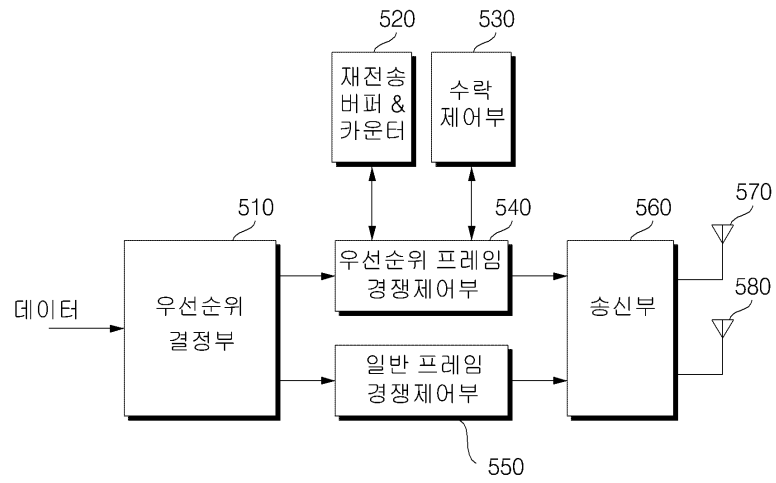 520
530
재전송
버퍼 &
카운터
수락
제어부
510
540
560
570
우선순위 프레임
경쟁제어부
580
데이터
우선순위
결정부
송신부
일반 프레임
경쟁제어부
550